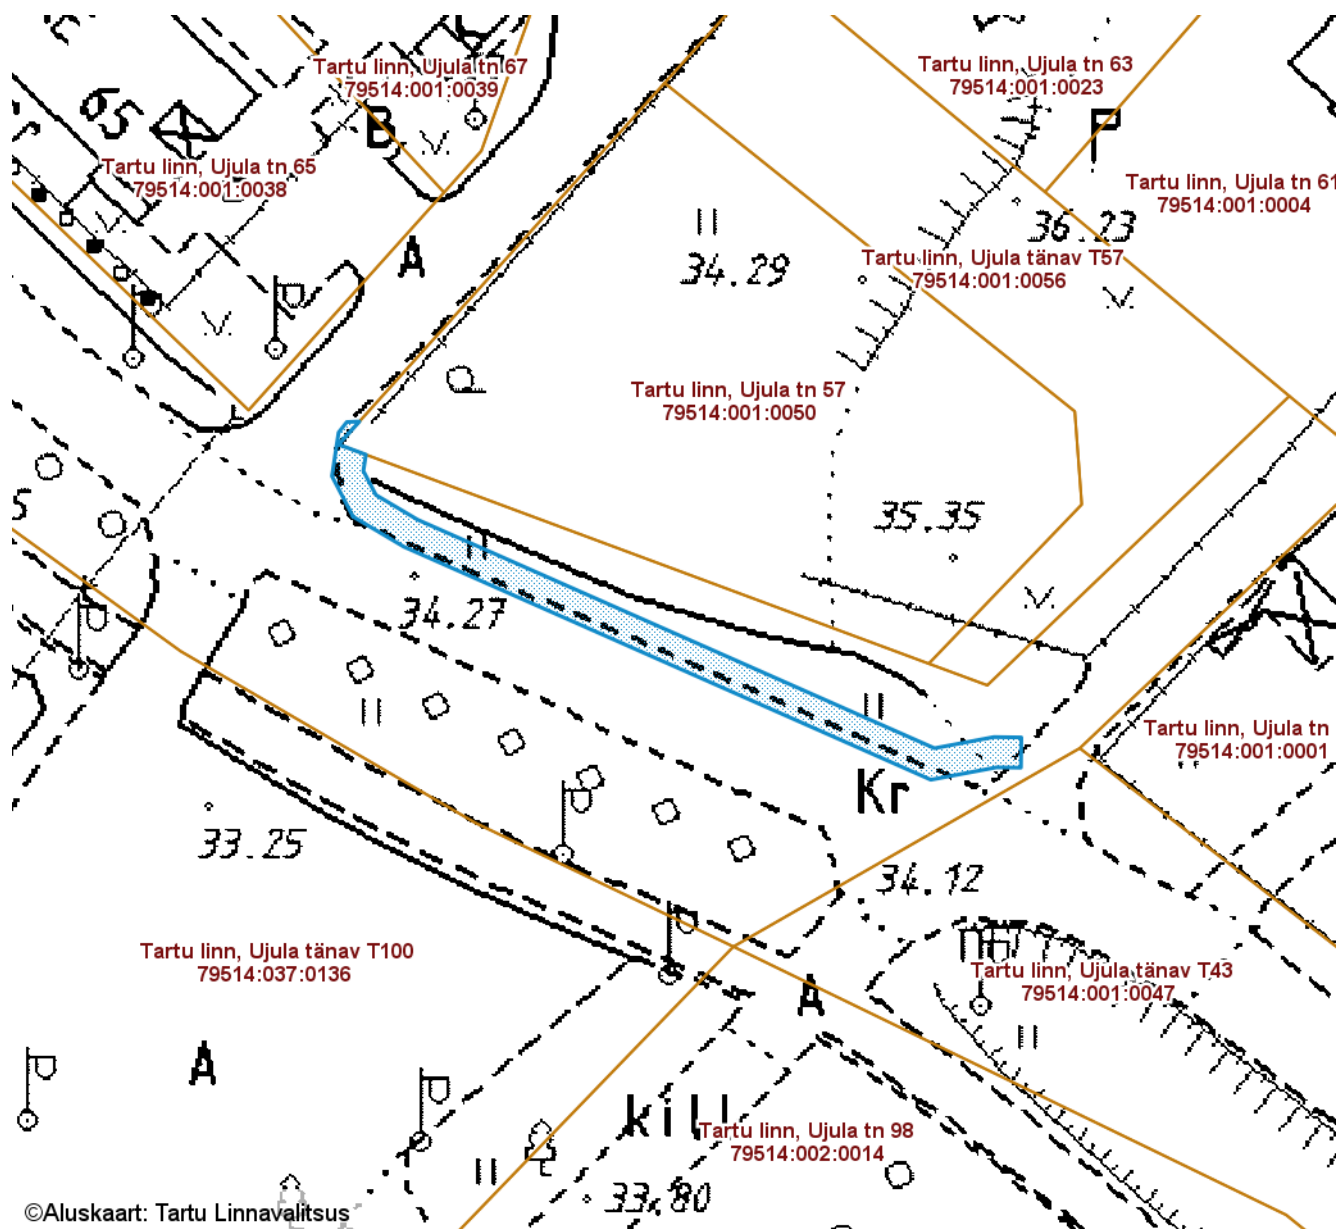 Tartu linn, Ujula tn 67
79514:001:0039
Tartu linn, Ujula tn 63
79514:001:0023
65
B
P
Tartu linn, Ujula tn 65
79514:001:0038
Tartu linn, Ujula tn 61
79514:001:0004
36.23
A
34.29
Tartu linn, Ujula tänav T57
79514:001:0056
Tartu linn, Ujula tn 57
79514:001:0050
5
35.35
34.27
Tartu linn, Ujula tn
79514:001:0001
Kr
33.25
34.12
Tartu linn, Ujula tänav T100
79514:037:0136
Tartu linn, Ujula tänav T43
79514:001:0047
A
A
kill
Tartu linn, Ujula tn 98
79514:002:0014
33.80
©Aluskaart: Tartu Linnavalitsus